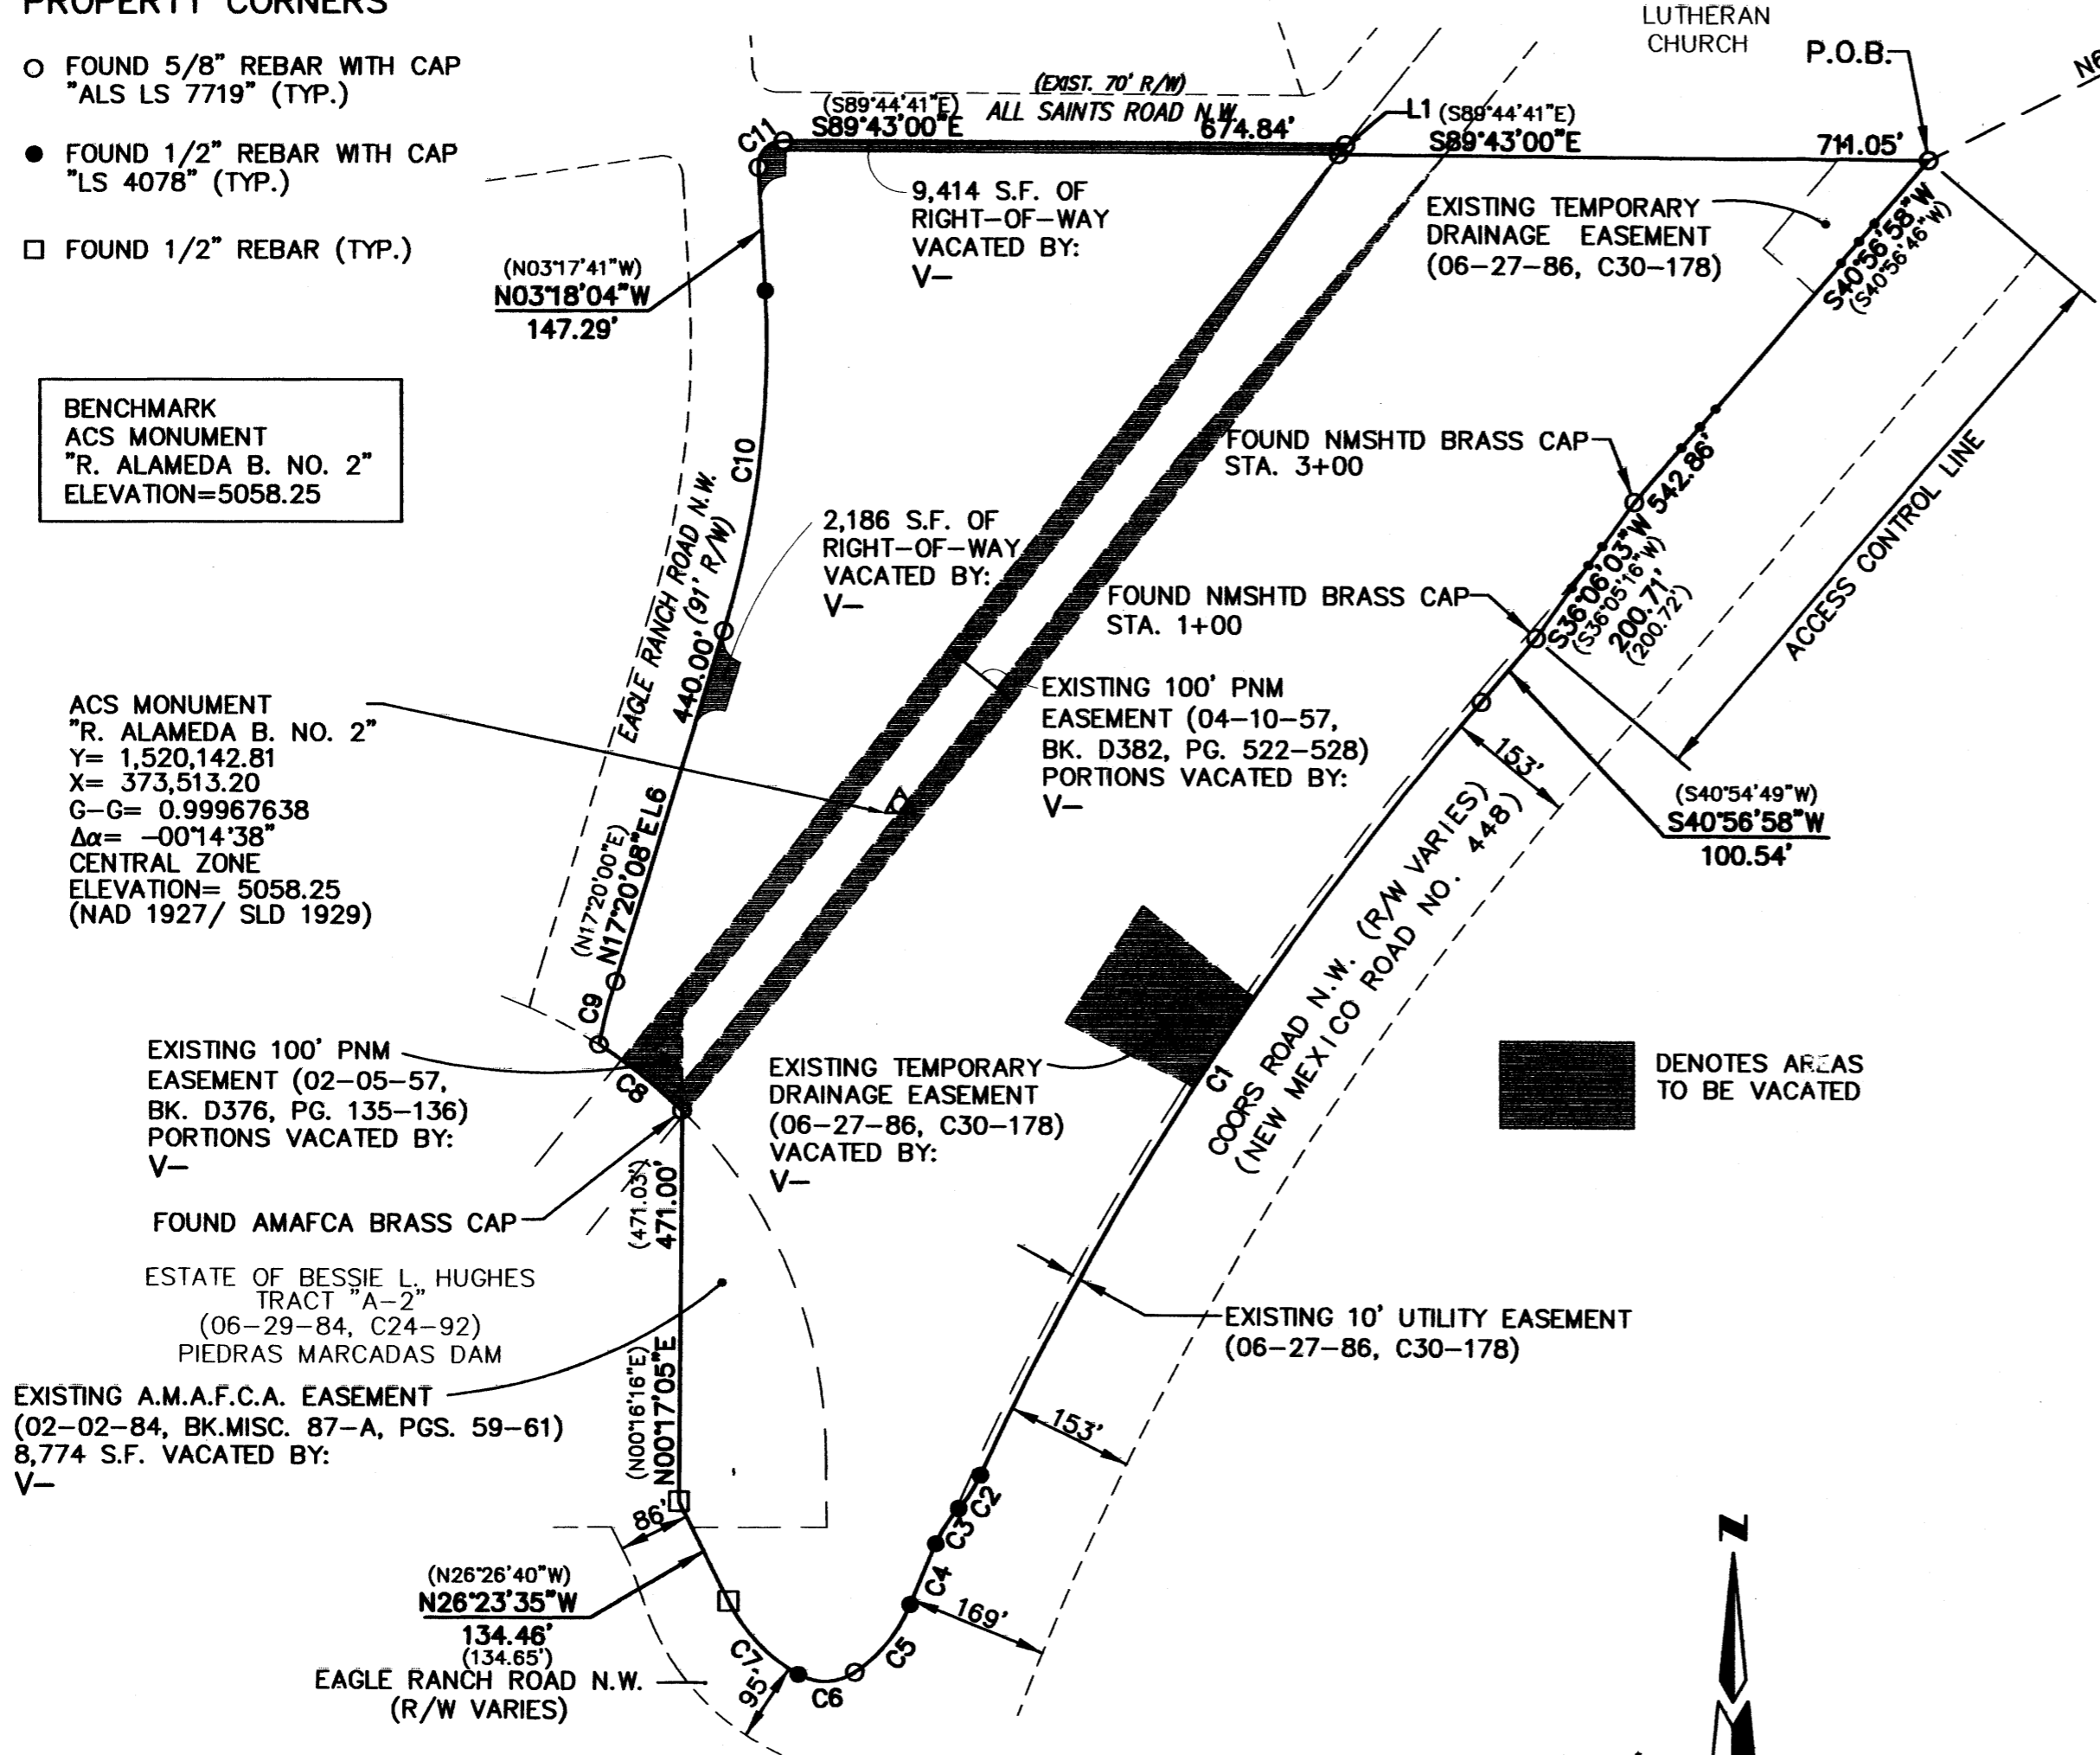 PROPERTY CORNERS
FOUND 5/8" REBAR WITH CAP
"ALS LS 7719" (TYP.)
FOUND 1/2" REBAR WITH CAP
"LS 4078" (TYP.)
FOUND 1/2" REBAR (TYP.)
LUTHERAN
CHURCH
P.O.B.
(EXIST. 70' R/W)
ALL SAINTS ROAD N.W.
(S89°44'41"E)
S89°43'00"E
674.84'
L1 (S89°44'41"E)
S89°43'00"E
711.05'
C11
9,414 S.F. OF
RIGHT-OF-WAY
VACATED BY:
V-
EXISTING TEMPORARY
DRAINAGE EASEMENT
(06-27-86, C30-178)
S40°56'58"W
(S40°56'46"W)
(N03°17'41"W)
N03°18'04"W
147.29'
BENCHMARK
ACS MONUMENT
"R. ALAMEDA B. NO. 2"
ELEVATION=5058.25
C10
EAGLE RANCH ROAD N.W.
(91' R/W)
440.00'
2,186 S.F. OF
RIGHT-OF-WAY
VACATED BY:
V-
FOUND NMSHTD BRASS CAP
STA. 3+00
542.86'
ACCESS CONTROL LINE
FOUND NMSHTD BRASS CAP
STA. 1+00
S36°06'03"W
(S36°05'16"W)
200.71'
(200.72')
ACS MONUMENT
"R. ALAMEDA B. NO. 2"
Y= 1,520,142.81
X= 373,513.20
G-G= 0.99967638
Δα= -00°14'38"
CENTRAL ZONE
ELEVATION= 5058.25
(NAD 1927/ SLD 1929)
EXISTING 100' PNM
EASEMENT (04-10-57,
BK. D382, PG. 522-528)
PORTIONS VACATED BY:
V-
153'
(S40°54'49"W)
S40°56'58"W
100.54'
(N17°20'00"E)
N17°20'08"E
L6
C9
C8
EXISTING 100' PNM
EASEMENT (02-05-57,
BK. D376, PG. 135-136)
PORTIONS VACATED BY:
V-
EXISTING TEMPORARY
DRAINAGE EASEMENT
(06-27-86, C30-178)
VACATED BY:
V-
C1
COORS ROAD N.W. (R/W VARIES)
(NEW MEXICO ROAD NO. 448)
DENOTES AREAS
TO BE VACATED
FOUND AMAFCA BRASS CAP
(471.03')
471.00'
ESTATE OF BESSIE L. HUGHES
TRACT "A-2"
(06-29-84, C24-92)
PIEDRAS MARCADAS DAM
EXISTING A.M.A.F.C.A. EASEMENT
(02-02-84, BK.MISC. 87-A, PGS. 59-61)
8,774 S.F. VACATED BY:
V-
(N00°16'16"E)
N00°17'05"E
EXISTING 10' UTILITY EASEMENT
(06-27-86, C30-178)
153'
86'
C2
C3
C4
169'
(N26°26'40"W)
N26°23'35"W
134.46'
(134.65')
C7
C5
C6
95'
EAGLE RANCH ROAD N.W.
(R/W VARIES)
N